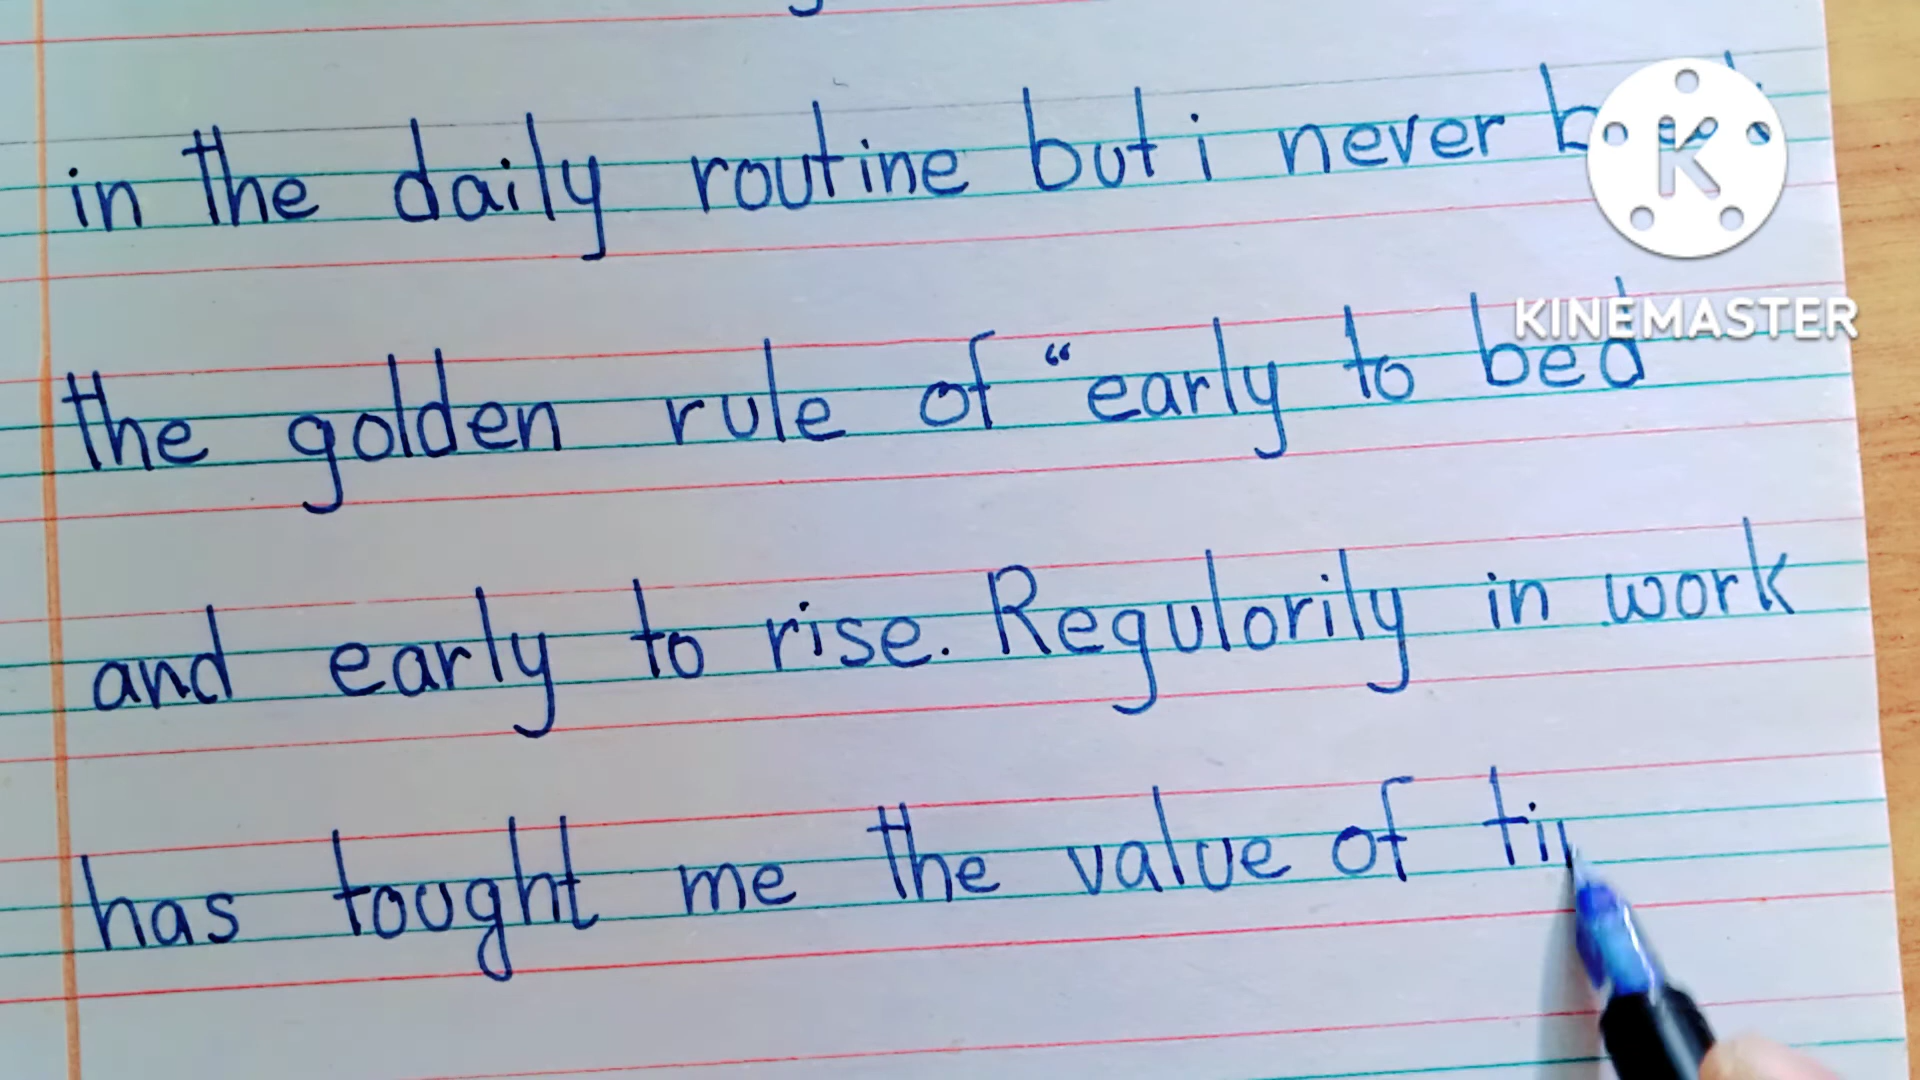 in the daily routine but i never
the golden rule of “early to bed
and early to rise. Regulorily in work
has tought me the value of
KINEMASTER